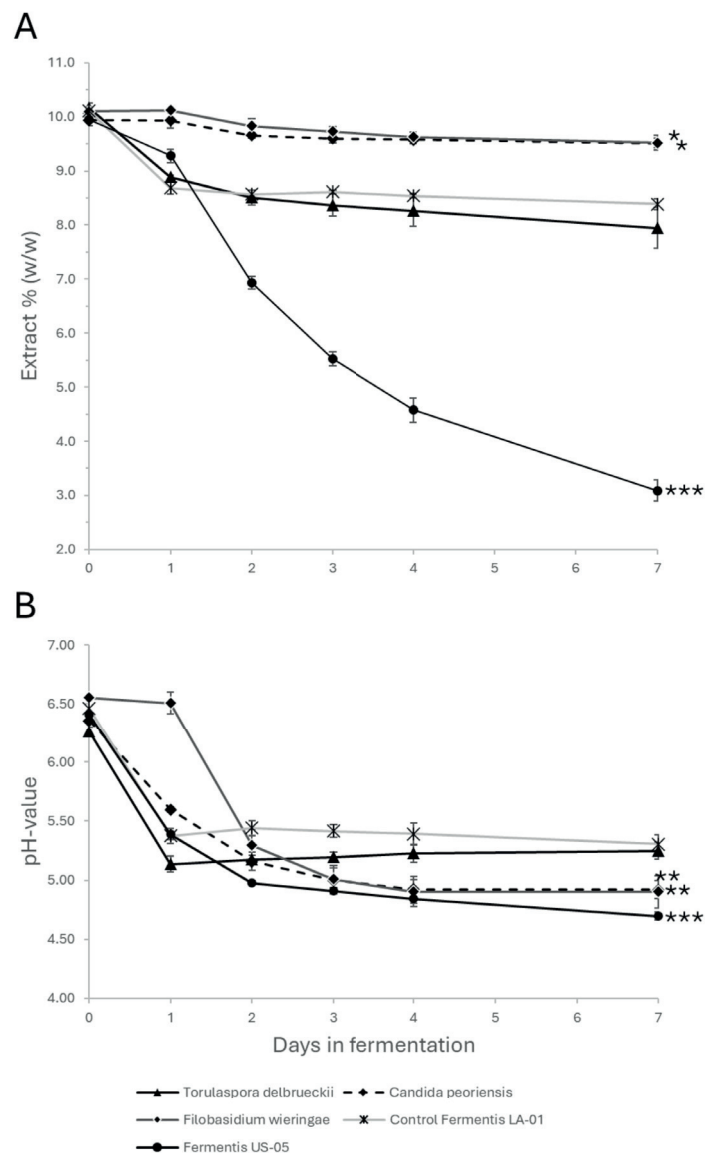 A
11.0
10.0
9.0
8.0
7.0
6.0
5.0
4.0
3.0
2.0
Extract % (w/w)
*
*
***
0 1 2 3 4 5 6 7
B
7.00
6.50
6.00
5.50
5.00
4.50
4.00
pH-value
**
**
***
0 1 2 3 4 5 6 7
Days in fermentation
Torulaspora delbrueckii Candida peoriensis
Filobasidium wieringae Control Fermentis LA-01
Fermentis US-05